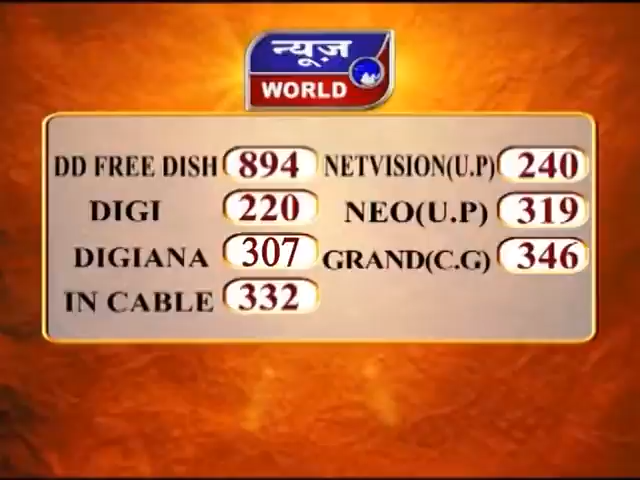 न्यूज़
WORLD
DD FREE DISH 894 NETVISION(U.P) 240
DIGI 220 NEO(U.P) 319
DIGIANA 307 GRAND(C.G) 346
IN CABLE 332